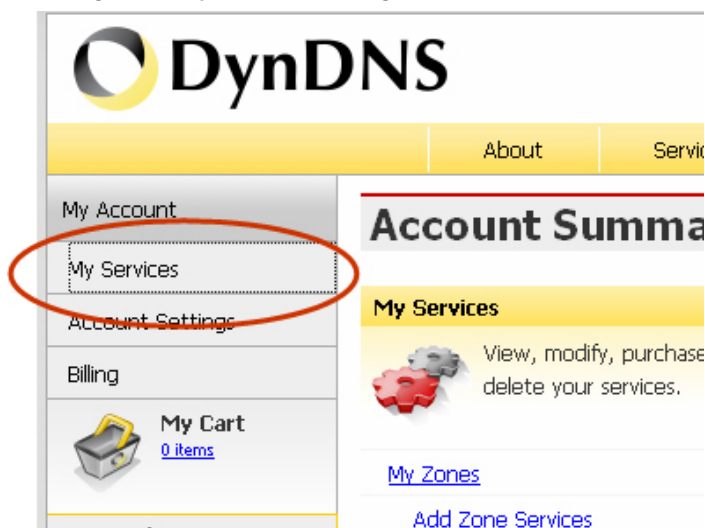 DynDNS
About
My Account
My Services
Account Settings
Billing
My Cart
0 items
Account
My Services
View, modify, purchase
delete your services.
My Zones
Add Zone Services